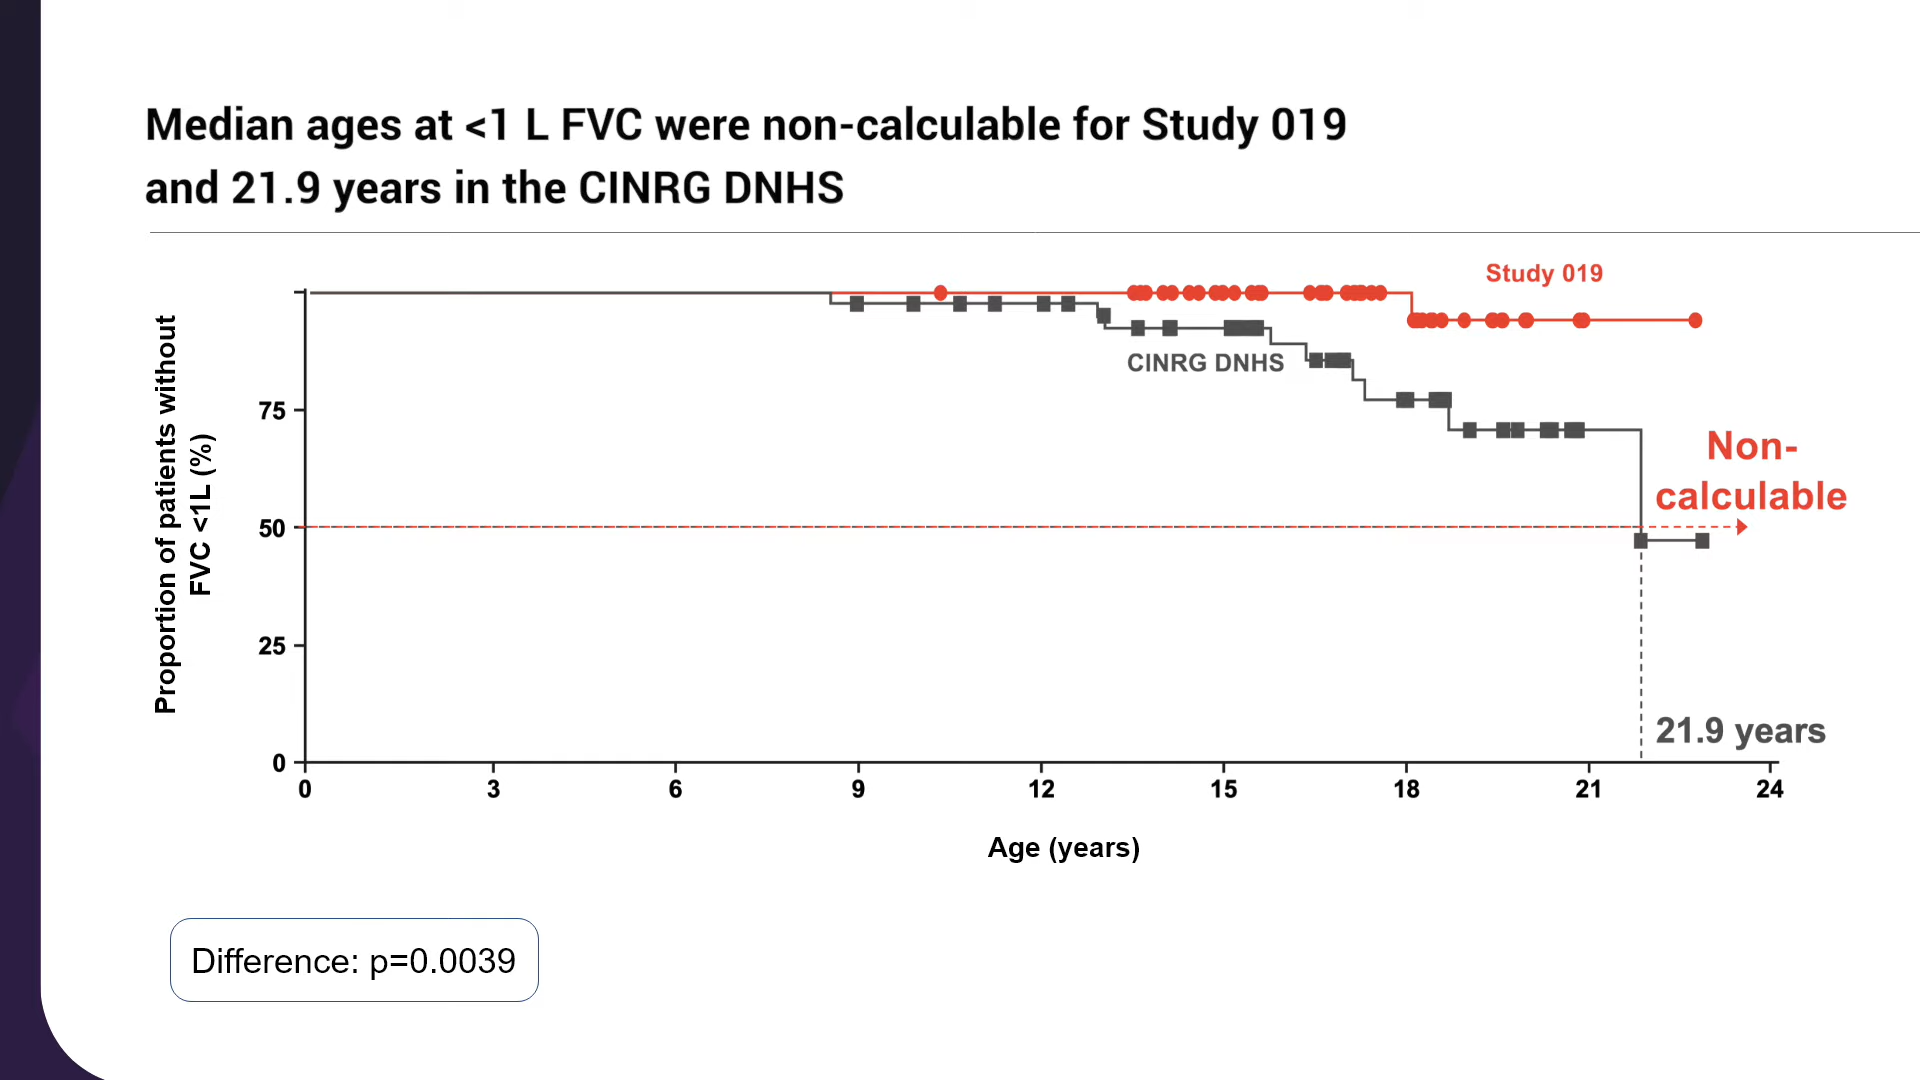 Median ages at <1 L FVC were non-calculable for Study 019
and 21.9 years in the CINRG DNHS
Study 019
CINRG DNHS
Non-
calculable
21.9 years
Proportion of patients without
FVC <1L (%)
75
50
25
0
0 3 6 9 12 15 18 21 24
Age (years)
Difference: p=0.0039